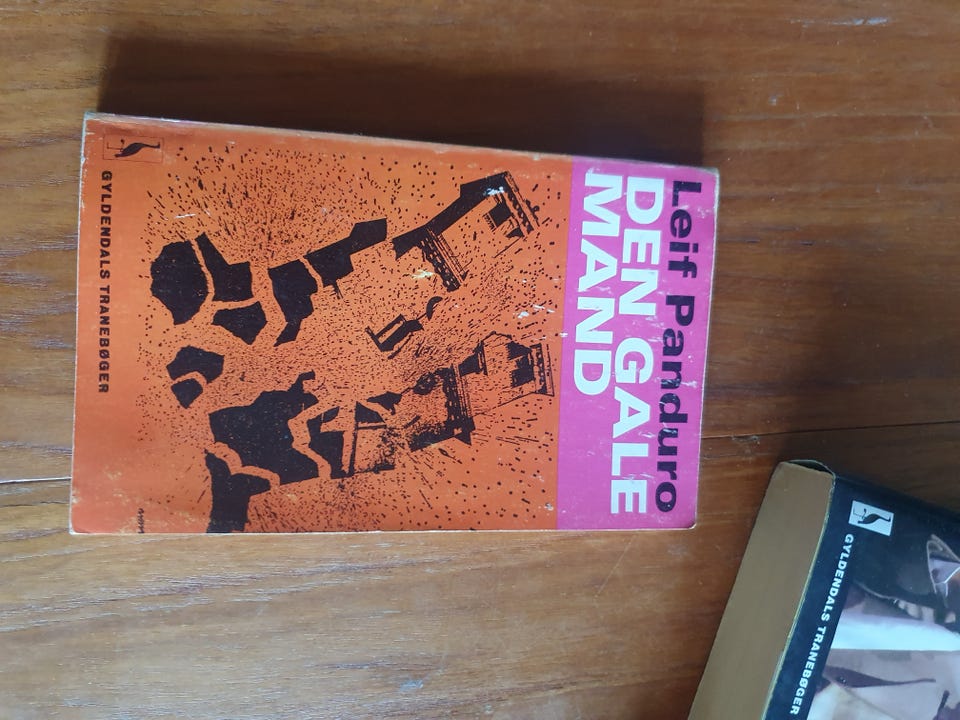 Leif Panduro
DEN GALE
MAND
GYLDENDALS TRANEBØGER
GYLDENDALS TRANEBØGER